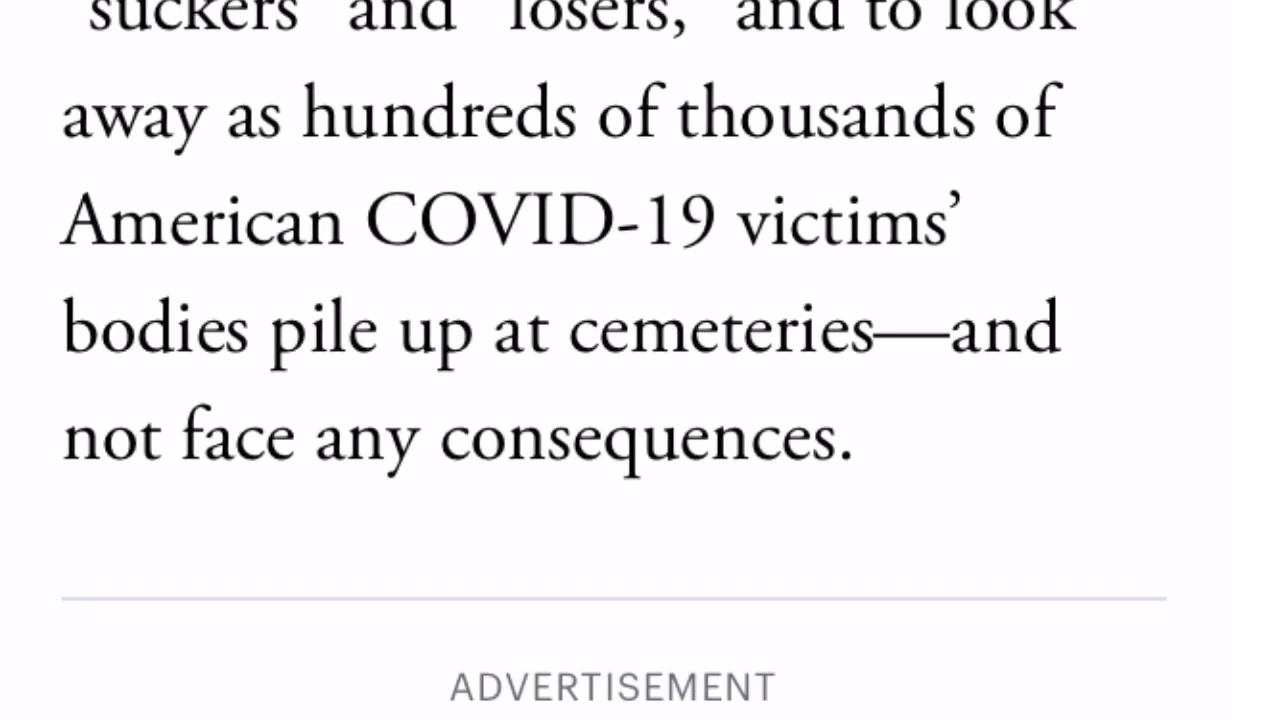 suckers” and “losers,” and to look
away as hundreds of thousands of
American COVID-19 victims’
bodies pile up at cemeteries—and
not face any consequences.
ADVERTISEMENT